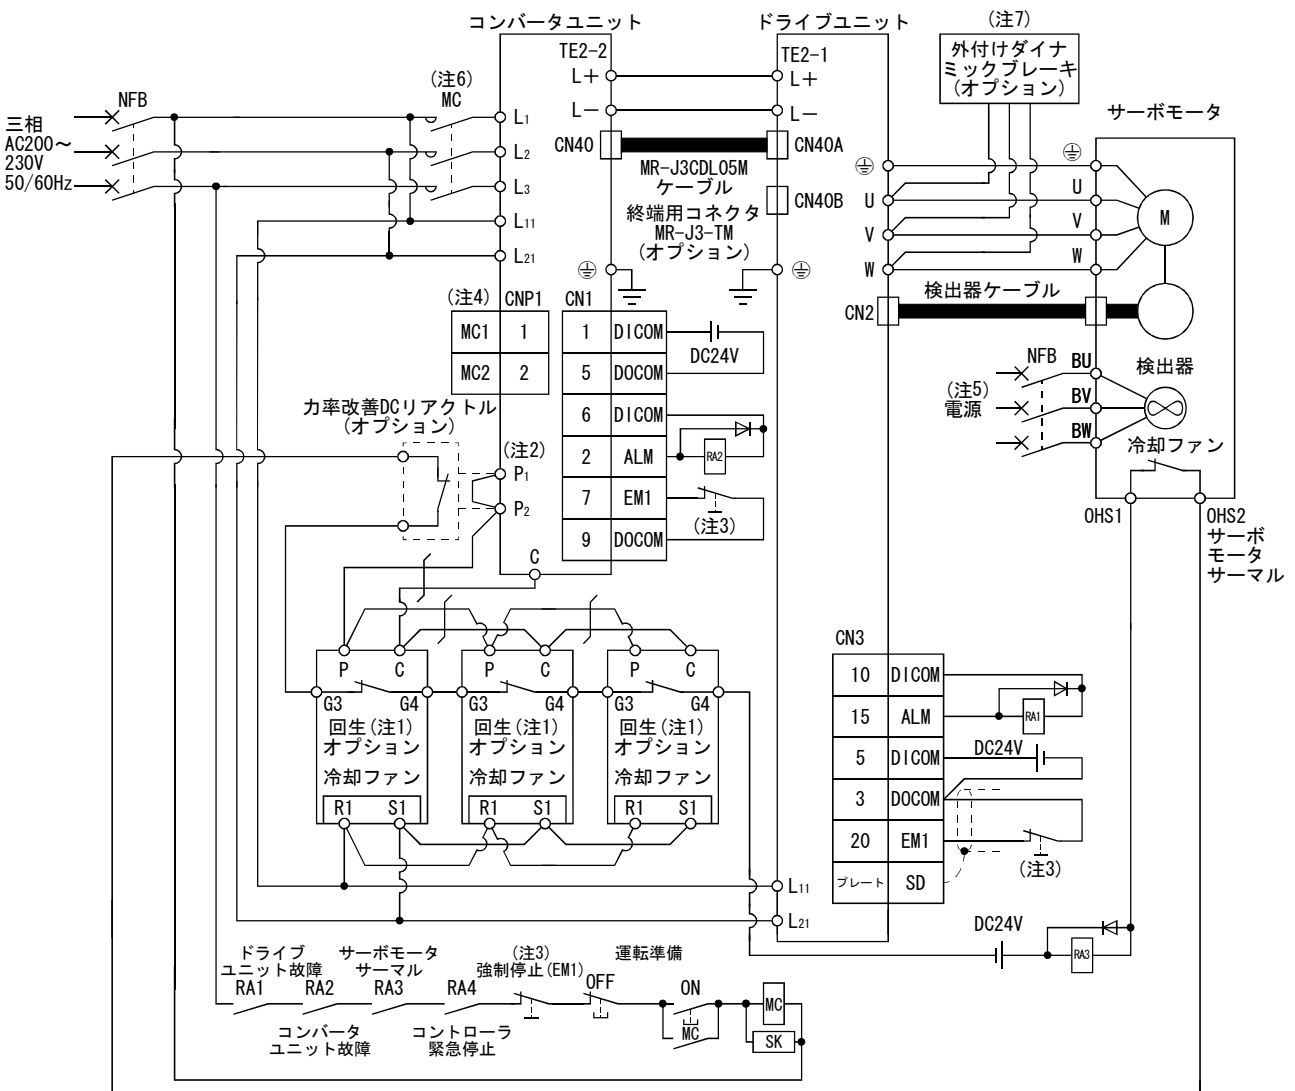 コンバータユニット
ドライブユニット
(注7)
外付けダイナ
ミックブレーキ
(オプション)
TE2-2
TE2-1
L+
L+
L-
L-
(注6)
MC
NFB
三相
AC200～
230V
50/60Hz
L1
L2
L3
L11
L21
CN40
CN40A
MR-J3CDL05M
ケーブル
CN40B
終端用コネクタ
MR-J3-TM
(オプション)
サーボモータ
U
V
W
U
V
W
M
CN2
検出器ケーブル
検出器
(注4)
CNP1
MC1 1
MC2 2
CN1
1 DICOM
5 DOCOM
6 DICOM
2 ALM
7 EM1
9 DOCOM
DC24V
RA2
(注3)
NFB
(注5)
電源
BU
BV
BW
冷却ファン
OHS1
OHS2
サーボ
モータ
サーマル
力率改善DCリアクトル
(オプション)
(注2)
P1
P2
C
P C
P C
P C
G3 G4
G3 G4
G3 G4
回生(注1)
オプション
回生(注1)
オプション
回生(注1)
オプション
冷却ファン
冷却ファン
冷却ファン
R1 S1
R1 S1
R1 S1
CN3
10 DICOM
15 ALM
5 DICOM
3 DOCOM
20 EM1
プレート SD
RA1
DC24V
(注3)
L11
L21
DC24V
RA3
ドライブ
ユニット故障
サーボモータ
サーマル
(注3)
強制停止(EM1)
運転準備
RA1
RA2
RA3
RA4
OFF
ON
MC
MC
SK
コンバータ
ユニット故障
コントローラ
緊急停止